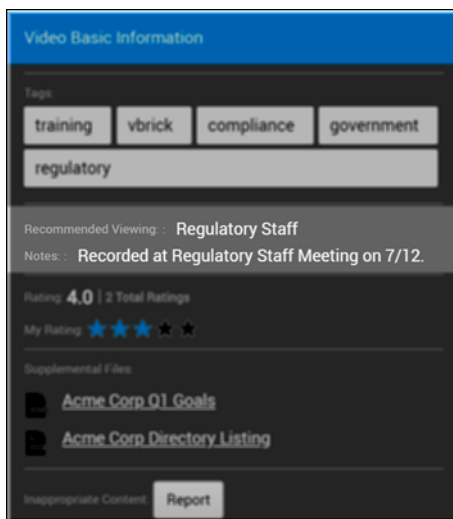 Video Basic Information
Tags:
training vbrick compliance government
regulatory
Recommended Viewing: : Regulatory Staff
Notes: : Recorded at Regulatory Staff Meeting on 7/12.
Rating: 4.0 | 2 Total Ratings
My Rating:
Supplemental Files:
Acme Corp Q1 Goals
Acme Corp Directory Listing
Inappropriate Content: Report